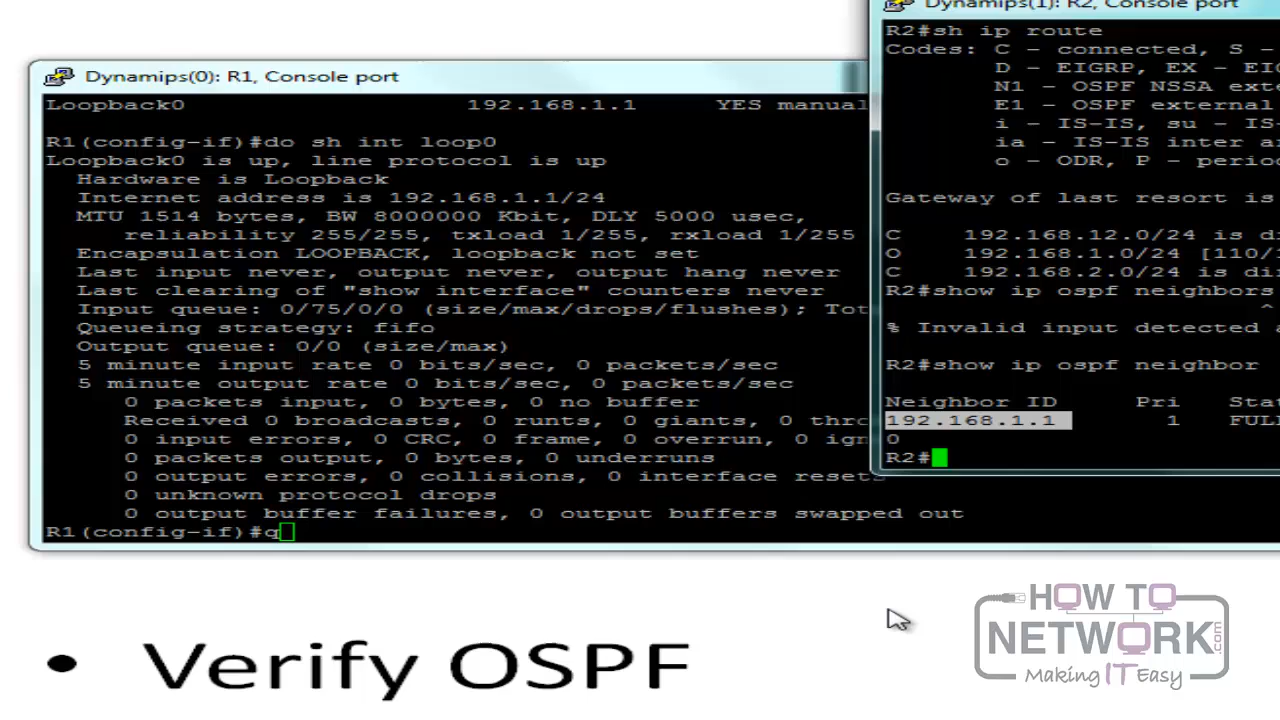 Dynamips(0): R1, Console port
Loopback0 192.168.1.1 YES manual
R1(config-if)#do sh int loop0
Loopback0 is up, line protocol is up
Hardware is Loopback
Internet address is 192.168.1.1/24
MTU 1514 bytes, BW 8000000 Kbit, DLY 5000 usec,
reliability 255/255, txload 1/255, rxload 1/255
Encapsulation LOOPBACK, loopback not set
Last input never, output never, output hang never
Last clearing of "show interface" counters never
Input queue: 0/75/0/0 (size/max/drops/flushes); Tot
Queueing strategy: fifo
Output queue: 0/0 (size/max)
5 minute input rate 0 bits/sec, 0 packets/sec
5 minute output rate 0 bits/sec, 0 packets/sec
0 packets input, 0 bytes, 0 no buffer
Received 0 broadcasts, 0 runts, 0 giants, 0 thro
0 input errors, 0 CRC, 0 frame, 0 overrun, 0 ign
0 packets output, 0 bytes, 0 underruns
0 output errors, 0 collisions, 0 interface resets
0 unknown protocol drops
0 output buffer failures, 0 output buffers swapped out
R1(config-if)#q
Dynamips(1): R2, Console port
R2#sh ip route
Codes: C - connected, S -
D - EIGRP, EX - EIG
N1 - OSPF NSSA exte
E1 - OSPF external
i - IS-IS, su - IS-
ia - IS-IS inter ar
o - ODR, P - perio
Gateway of last resort is
C 192.168.12.0/24 is di
O 192.168.1.0/24 [110/1
C 192.168.2.0/24 is di
R2#show ip ospf neighbors
^
% Invalid input detected a
R2#show ip ospf neighbor
Neighbor ID Pri Stat
192.168.1.1 1 FULL
0
R2#
• Verify OSPF
HOW TO
NETWORK.com
Making IT Easy